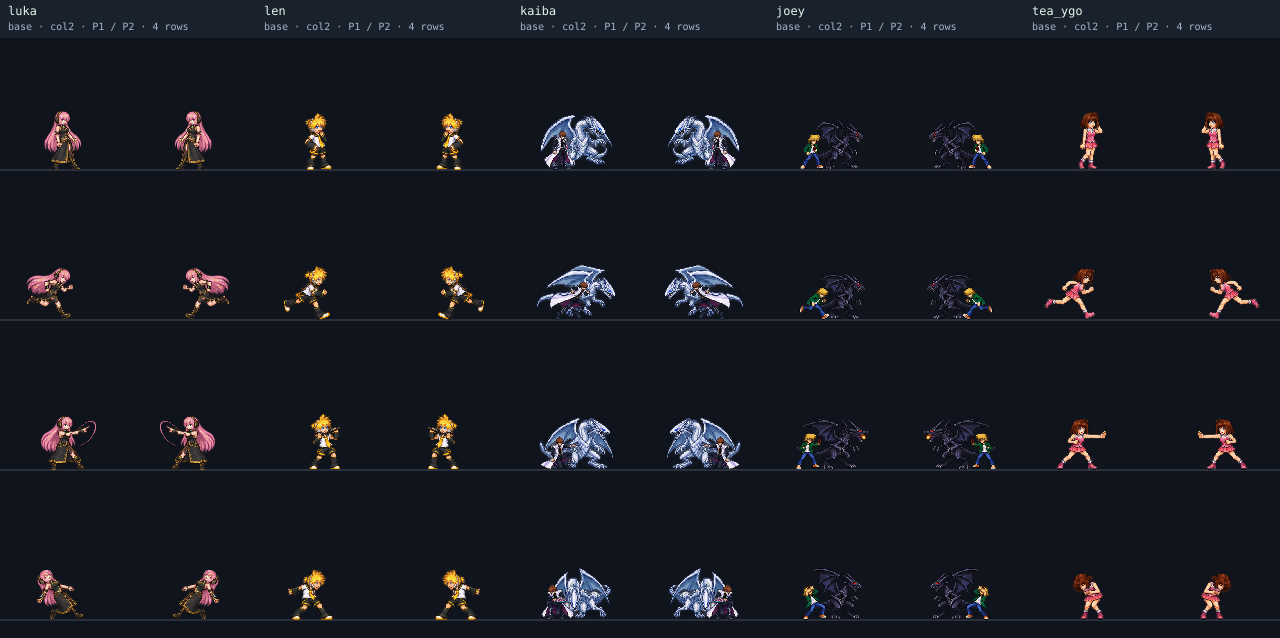 luka
base · col2 · P1 / P2 · 4 rows
len
base · col2 · P1 / P2 · 4 rows
kaiba
base · col2 · P1 / P2 · 4 rows
joey
base · col2 · P1 / P2 · 4 rows
tea_ygo
base · col2 · P1 / P2 · 4 rows